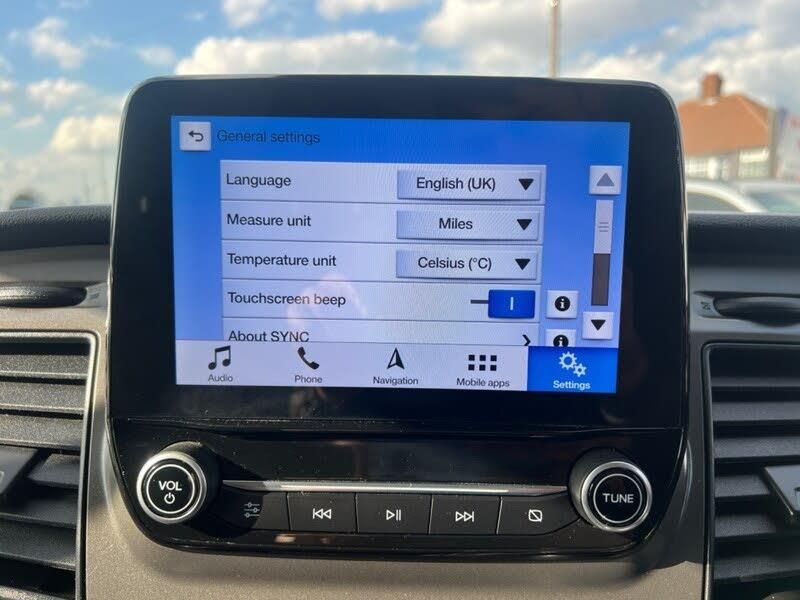 General settings
Language English (UK)
Measure unit Miles
Temperature unit Celsius (°C)
Touchscreen beep
About SYNC
Audio Phone Navigation Mobile apps Settings
VOL TUNE